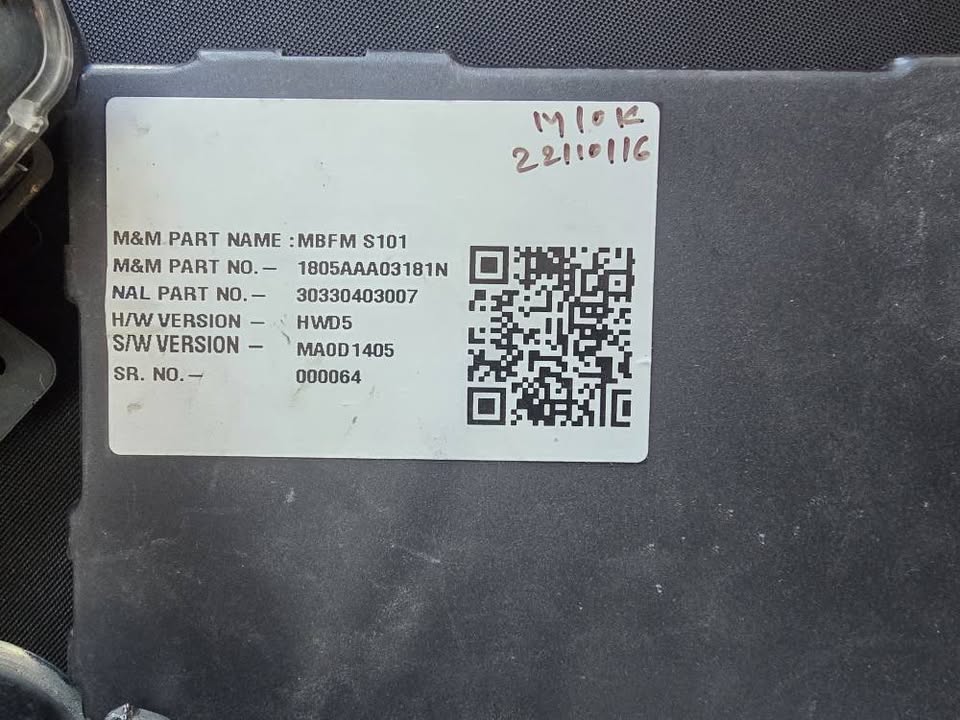 M10K
22110116
M&M PART NAME : MBFM S101
M&M PART NO. – 1805AAA03181N
NAL PART NO. – 30330403007
H/W VERSION – HWD5
S/W VERSION – MA0D1405
SR. NO. – 000064